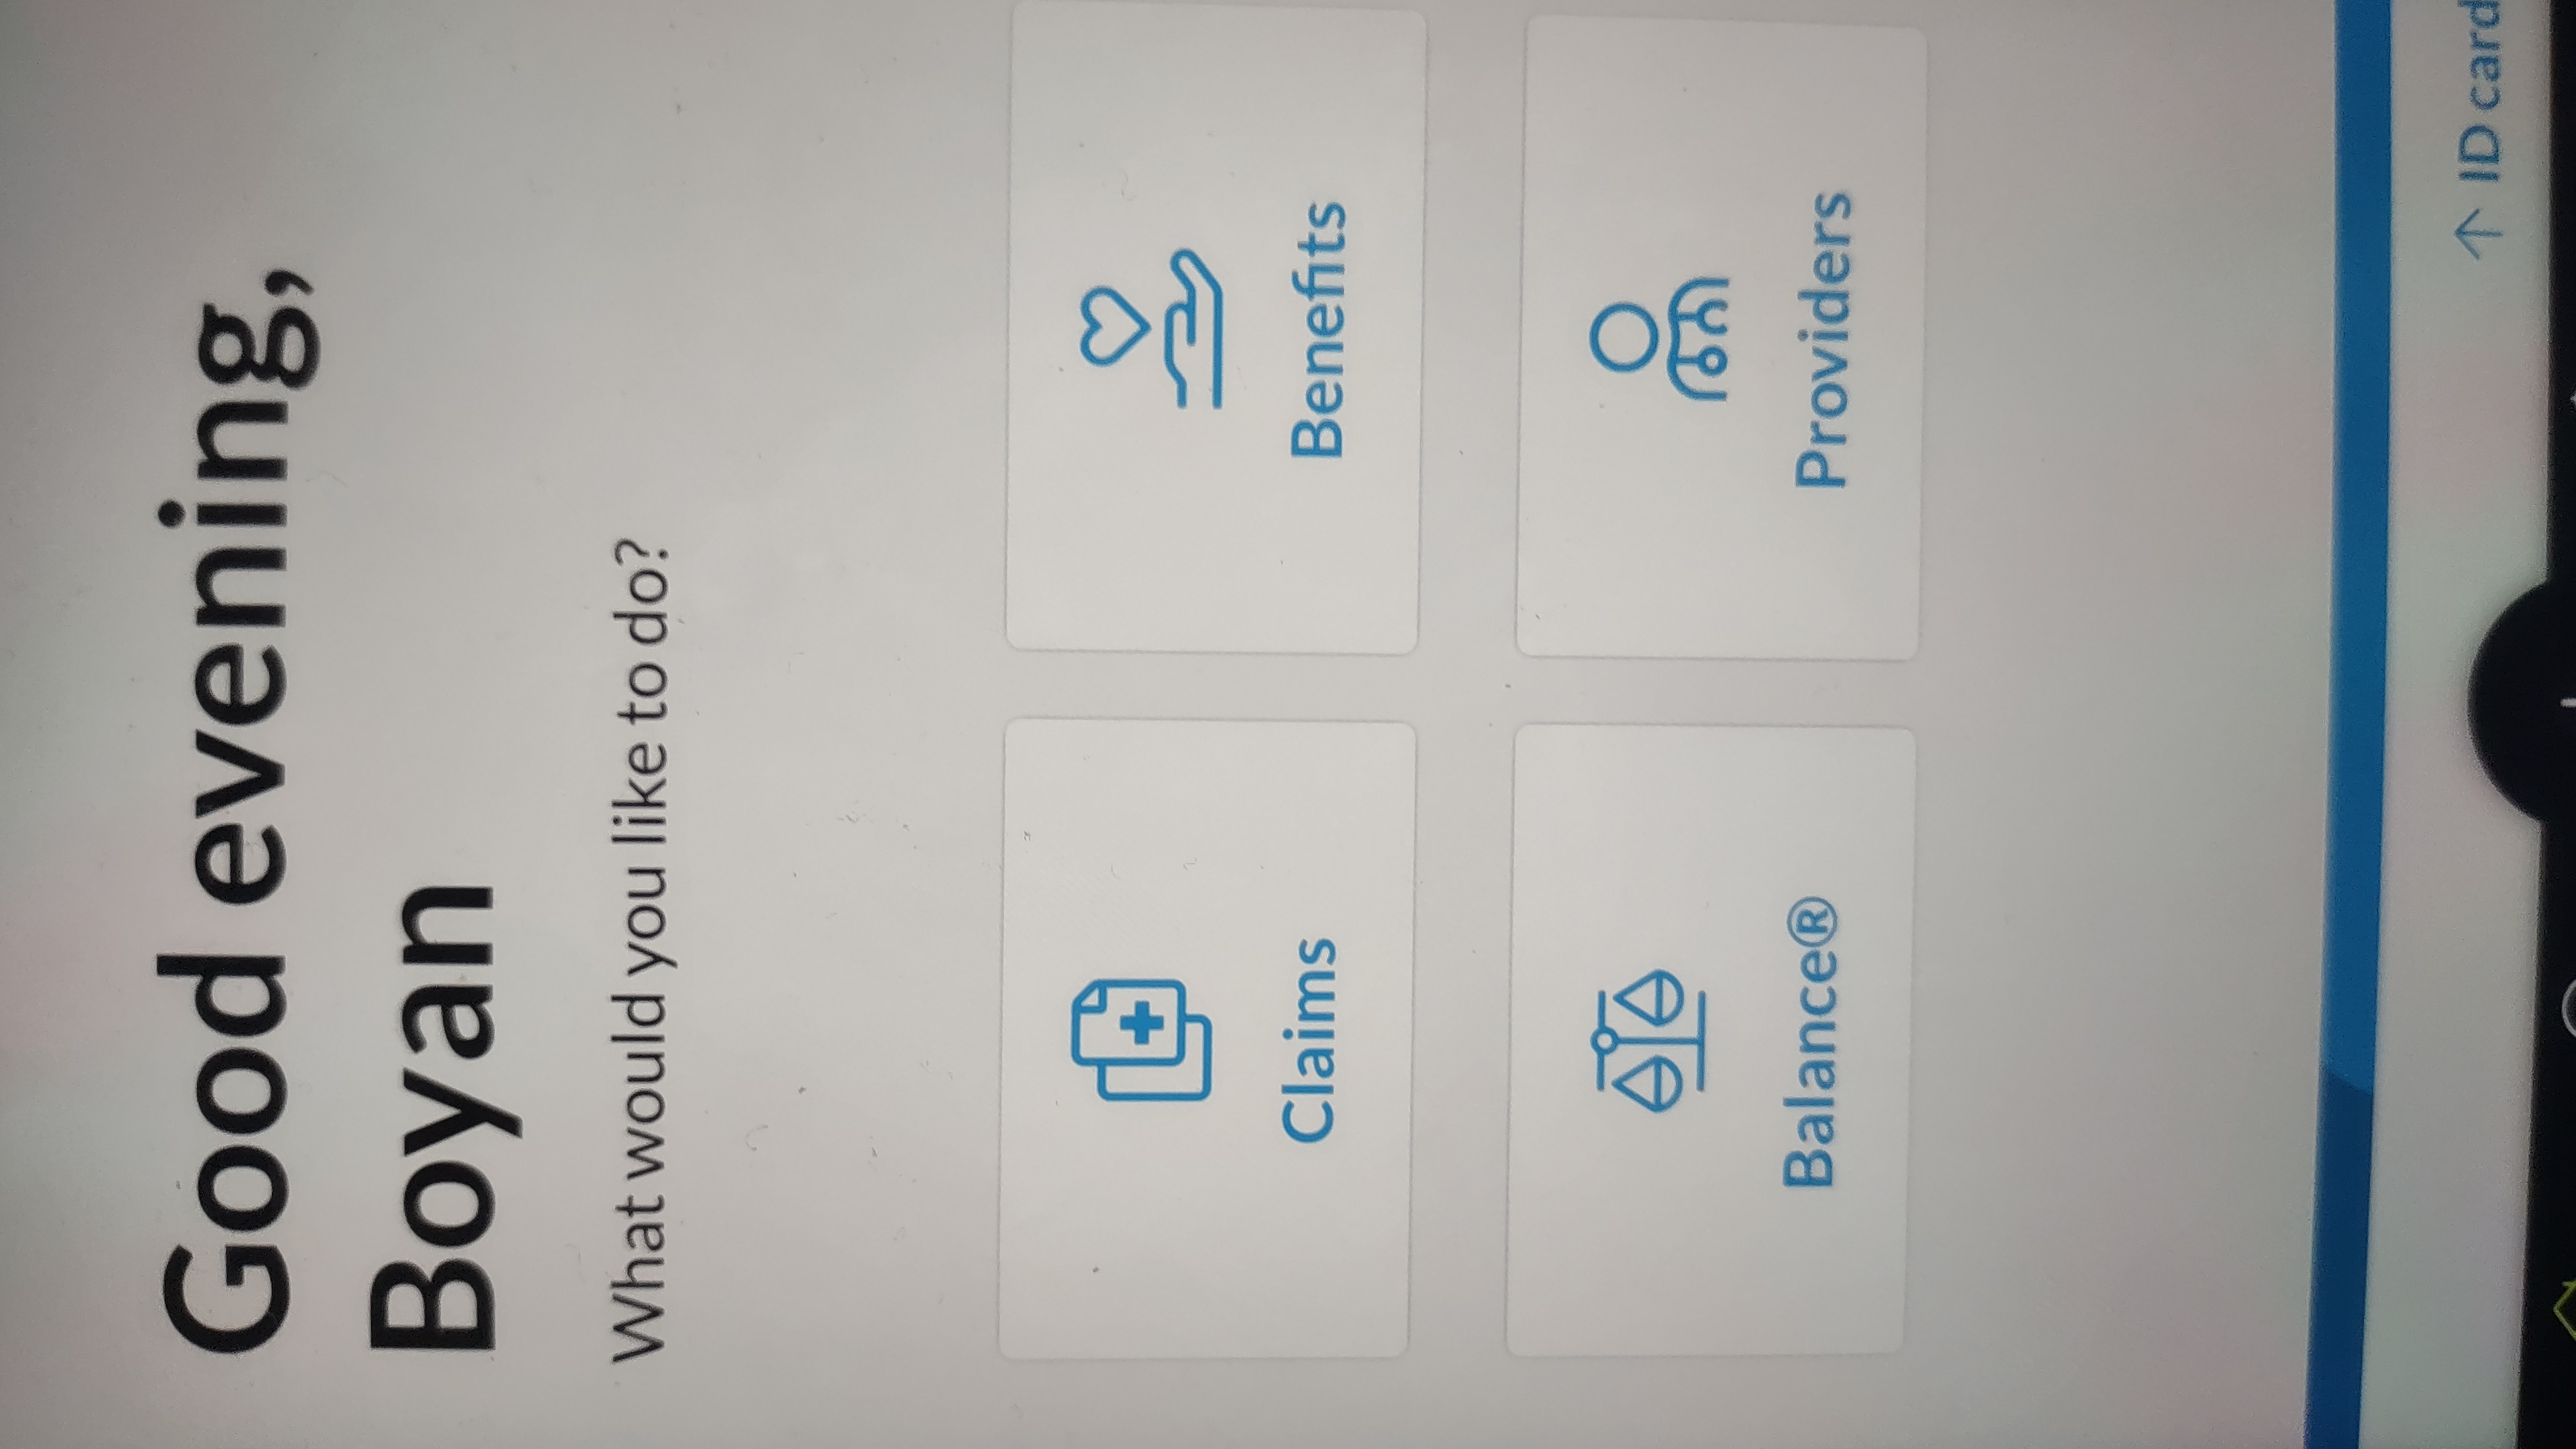 Good evening,
Boyan
What would you like to do?
Claims
Benefits
Balance®
Providers
↑ ID card